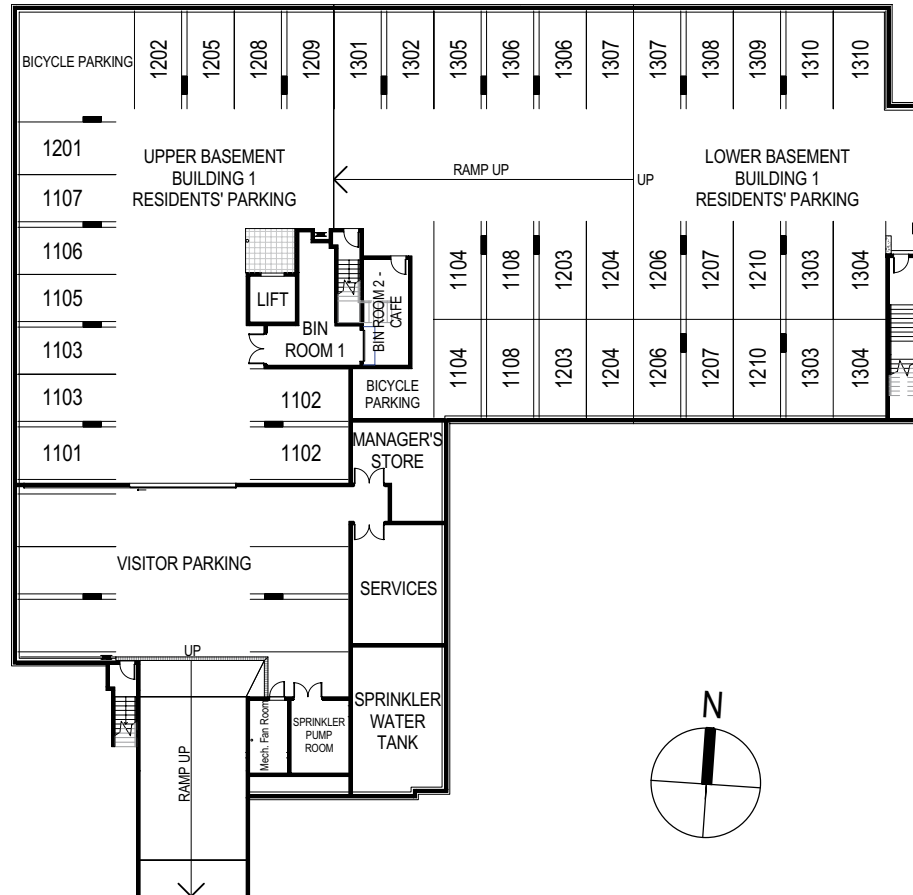 BICYCLE PARKING
1202
1205
1208
1209
1301
1302
1305
1306
1306
1307
1307
1308
1309
1310
1310
1201
1107
1106
1105
1103
1103
1101
UPPER BASEMENT
BUILDING 1
RESIDENTS' PARKING
RAMP UP
UP
LOWER BASEMENT
BUILDING 1
RESIDENTS' PARKING
LIFT
BIN
ROOM 1
BIN ROOM 2 -
CAFE
1104
1108
1203
1204
1206
1207
1210
1303
1304
1104
1108
1203
1204
1206
1207
1210
1303
1304
1102
1102
BICYCLE
PARKING
MANAGER'S
STORE
VISITOR PARKING
SERVICES
UP
RAMP UP
Mech. Fan Room
SPRINKLER
PUMP
ROOM
SPRINKLER
WATER
TANK
N